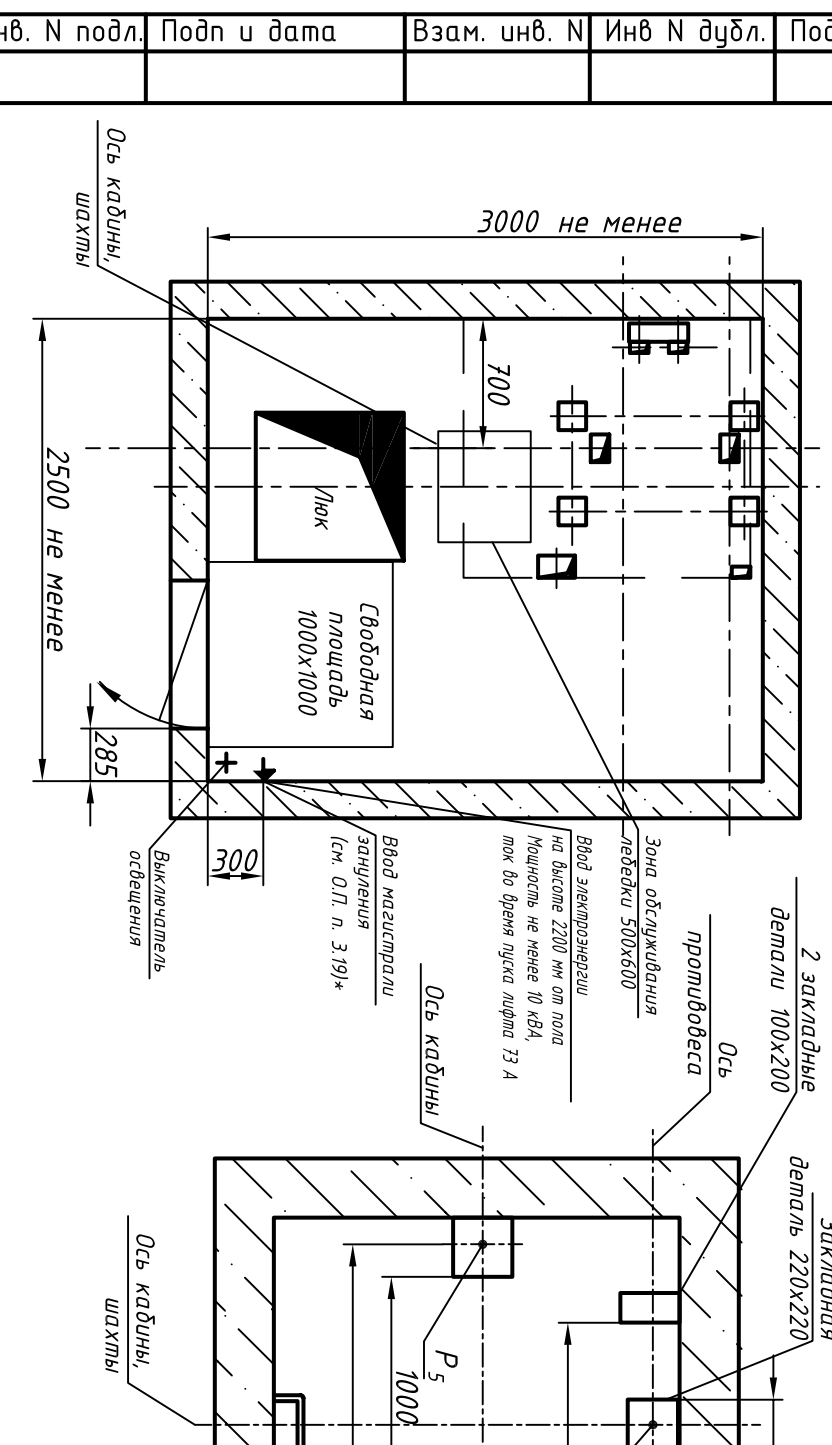 нв. N подл.
Подп и дата
Взам. инв. N
Инв N дубл.
Под
Ось кабины,
шахты
3000 не менее
700
2500 не менее
Люк
Свободная
площадь
1000х1000
285
300
Выключатель
освещения
Ввод магистрали
зануления
(см. О.П. п. 3.19)*
Ввод электроэнергии
на высоте 2200 мм от пола
Мощность не менее 10 кВА,
ток во время пуска лифта 73 А
Зона обслуживания
лебедки 500х600
Ось
противовеса
2 закладные
детали 100х200
Закладная
деталь 220х220
Ось кабины
Ось кабины,
шахты
P5
1000